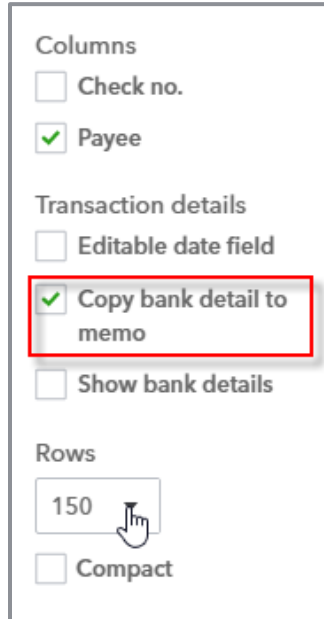 Columns
Check no.
Payee
Transaction details
Editable date field
Copy bank detail to
memo
Show bank details
Rows
150
Compact